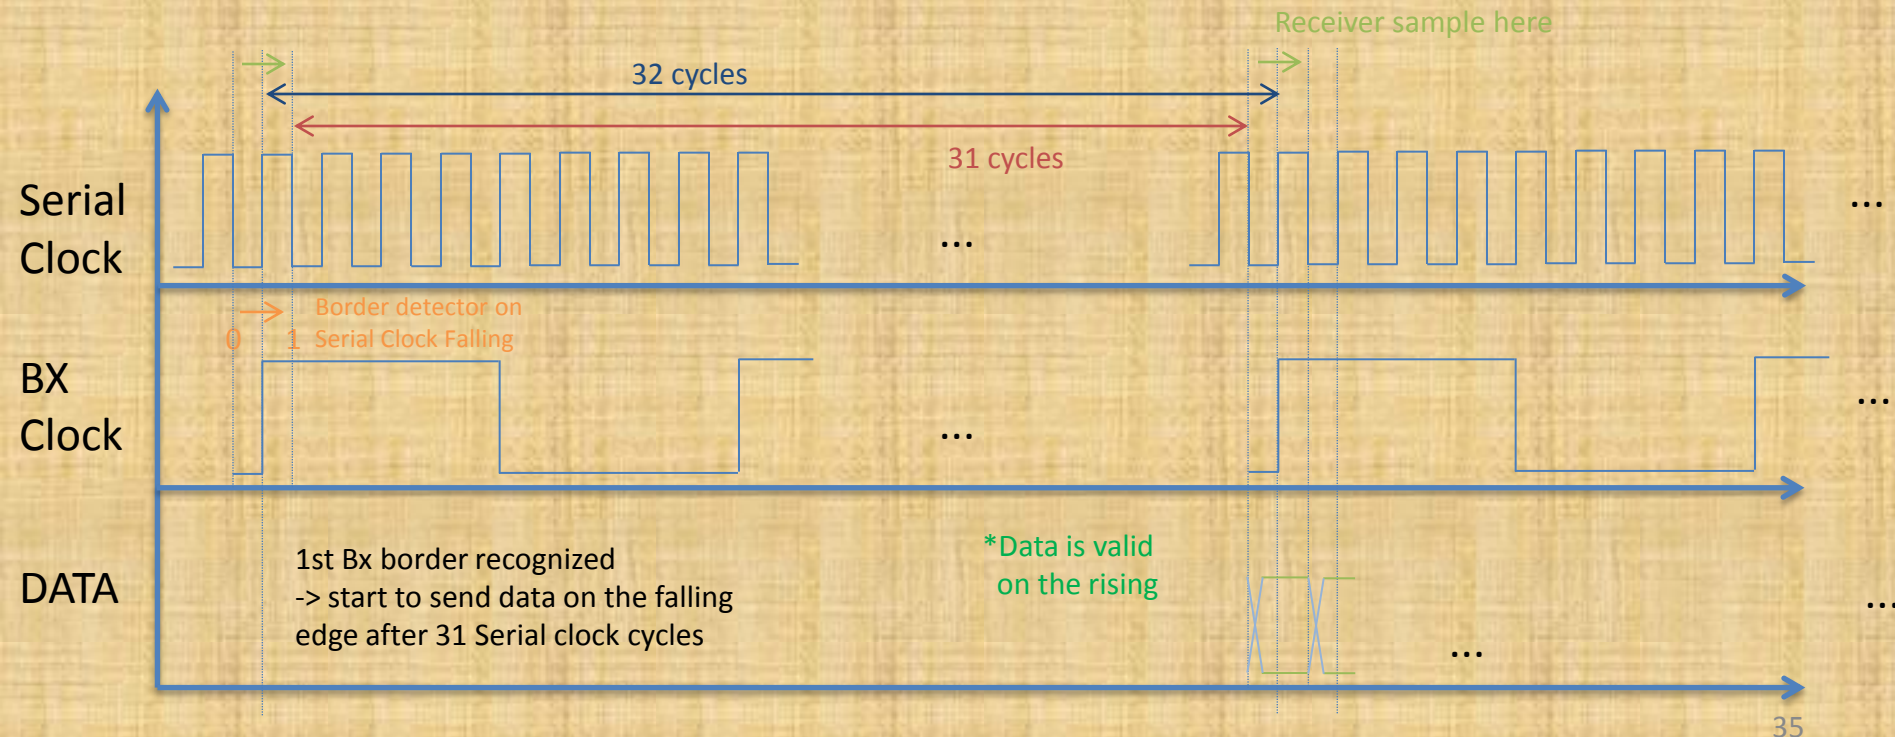 Receiver sample here
32 cycles
31 cycles
Serial
Clock
...
...
Border detector on
0 1 Serial Clock Falling
BX
Clock
...
...
DATA
1st Bx border recognized
-> start to send data on the falling
edge after 31 Serial clock cycles
*Data is valid
on the rising
...
...
35